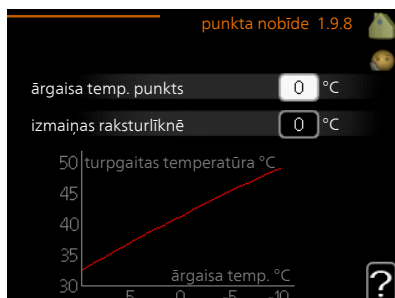 punkta nobīde 1.9.8
ārgaisa temp. punkts 0 °C
izmaiņas raksturlīknē 0 °C
50 turpgaitas temperatūra °C
45
40
35
ārgaisa temp. °C
30
5 0 -5 -10
?